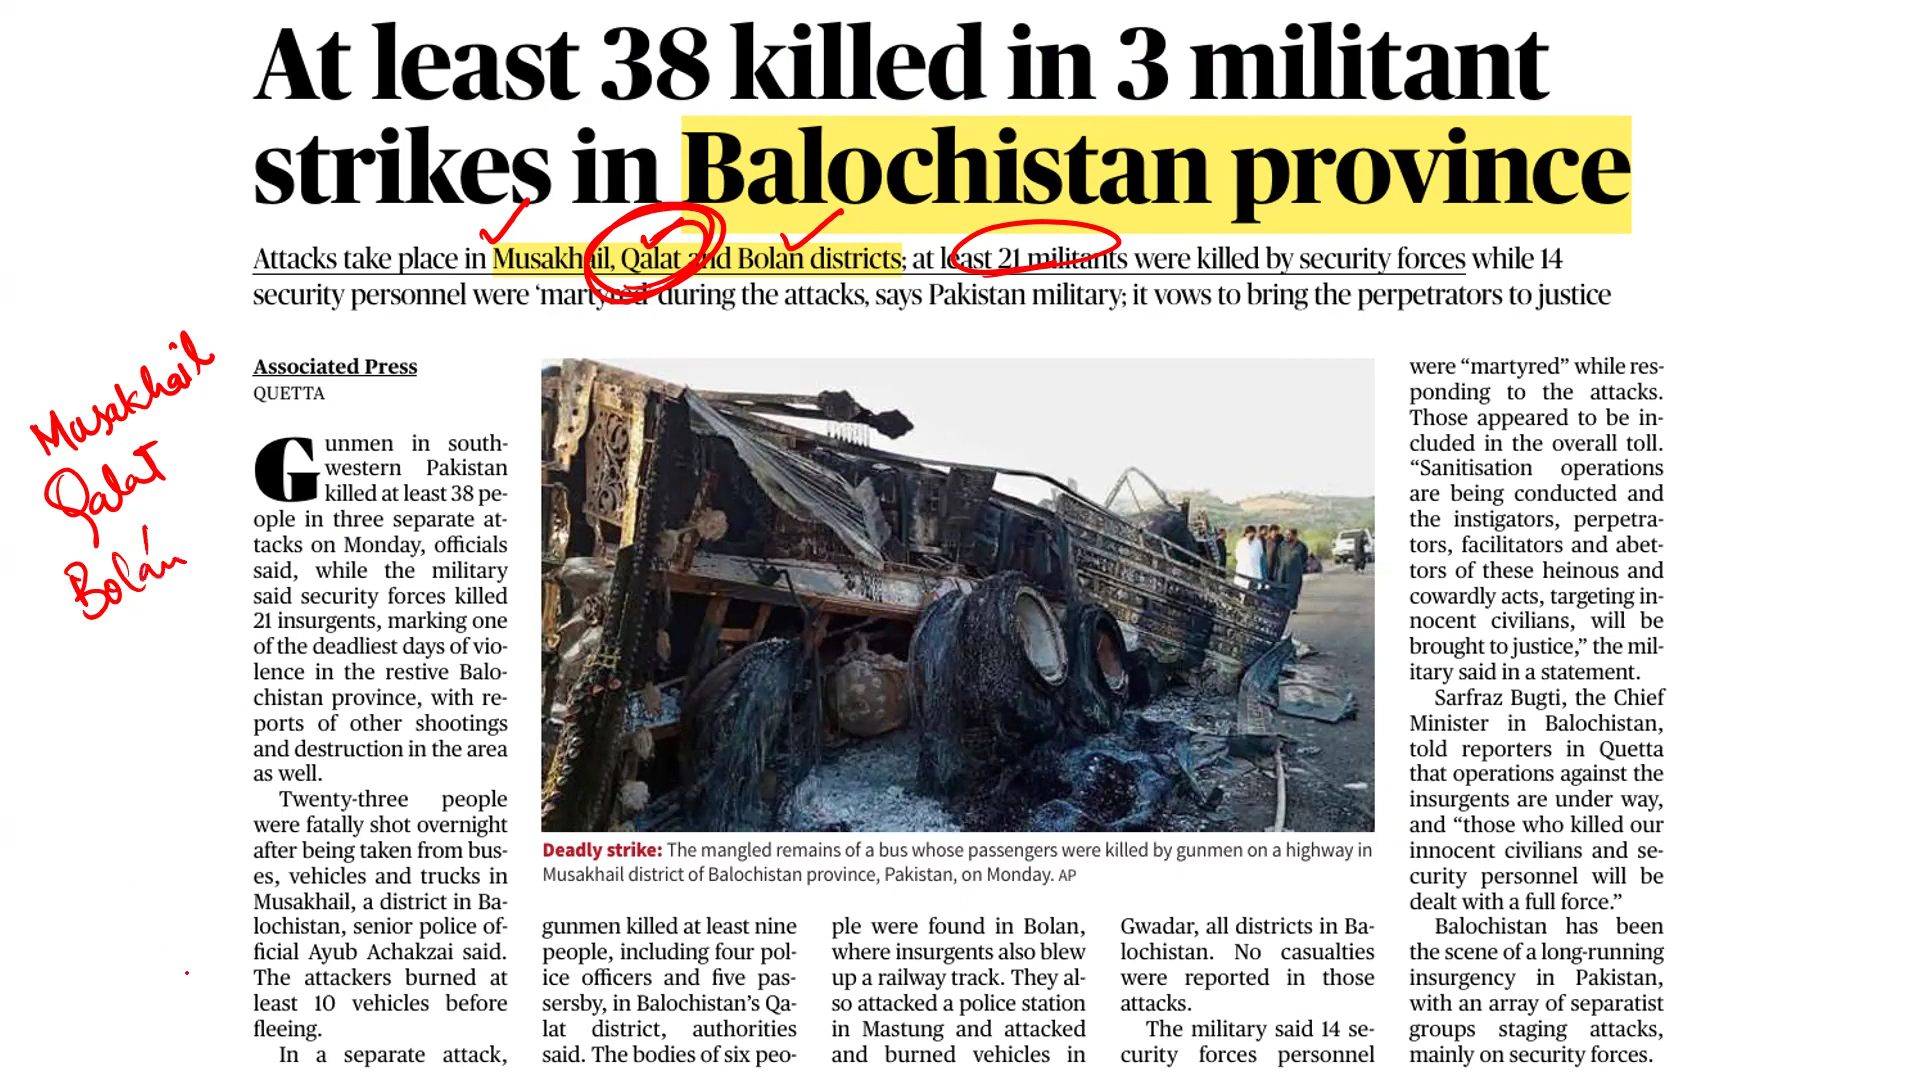 At least 38 killed in 3 militant
strikes in Balochistan province
Attacks take place in Musakhail, Qalat and Bolan districts; at least 21 militants were killed by security forces while 14
security personnel were ‘martyred’ during the attacks, says Pakistan military; it vows to bring the perpetrators to justice
Musakhail
Qalat
Bolan
Associated Press
QUETTA
Gunmen in south-
western Pakistan
killed at least 38 pe-
ople in three separate at-
tacks on Monday, officials
said, while the military
said security forces killed
21 insurgents, marking one
of the deadliest days of vio-
lence in the restive Balo-
chistan province, with re-
ports of other shootings
and destruction in the area
as well.
Twenty-three people
were fatally shot overnight
after being taken from bus-
es, vehicles and trucks in
Musakhail, a district in Ba-
lochistan, senior police of-
ficial Ayub Achakzai said.
The attackers burned at
least 10 vehicles before
fleeing.
In a separate attack,
Deadly strike: The mangled remains of a bus whose passengers were killed by gunmen on a highway in
Musakhail district of Balochistan province, Pakistan, on Monday. AP
gunmen killed at least nine
people, including four pol-
ice officers and five pas-
sersby, in Balochistan’s Qa-
lat district, authorities
said. The bodies of six peo-
ple were found in Bolan,
where insurgents also blew
up a railway track. They al-
so attacked a police station
in Mastung and attacked
and burned vehicles in
Gwadar, all districts in Ba-
lochistan. No casualties
were reported in those
attacks.
The military said 14 se-
curity forces personnel
were “martyred” while res-
ponding to the attacks.
Those appeared to be in-
cluded in the overall toll.
“Sanitisation operations
are being conducted and
the instigators, perpetra-
tors, facilitators and abet-
tors of these heinous and
cowardly acts, targeting in-
nocent civilians, will be
brought to justice,” the mil-
itary said in a statement.
Sarfraz Bugti, the Chief
Minister in Balochistan,
told reporters in Quetta
that operations against the
insurgents are under way,
and “those who killed our
innocent civilians and se-
curity personnel will be
dealt with a full force.”
Balochistan has been
the scene of a long-running
insurgency in Pakistan,
with an array of separatist
groups staging attacks,
mainly on security forces.